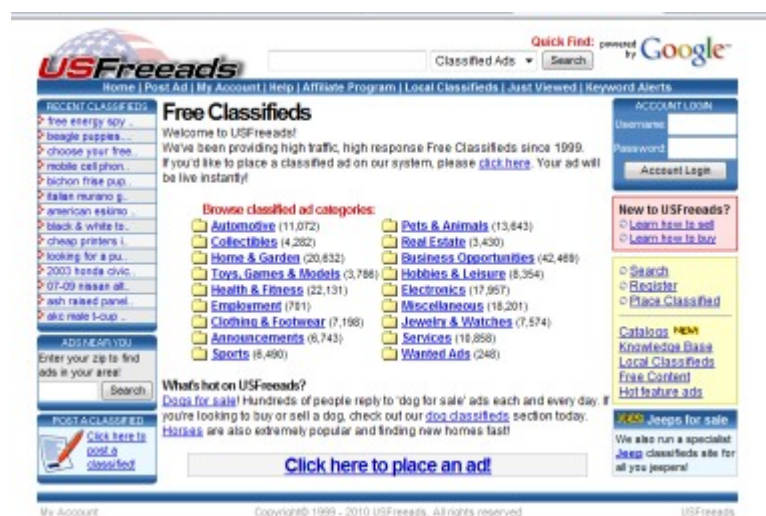 USFreeads
Quick Find:
Classified Ads
Search
powered by Google
Home | Post Ad | My Account | Help | Affiliate Program | Local Classifieds | Just Viewed | Keyword Alerts
RECENT CLASSIFIEDS
free energy spy ..
beagle puppies...
choose your free..
mobile cell phon..
bichon frise pup..
italian murano g..
american eskimo ..
black & white to..
cheap printers i..
looking for a pu..
2003 honda civic..
07-09 nissan alt..
ash raised panel..
akc male t-cup ..
ADS NEAR YOU
Enter your zip to find
ads in your area!
Search
POST A CLASSIFIED
Click here to
post a
classified!
Free Classifieds
Welcome to USFreeads!
We've been providing high traffic, high response Free Classifieds since 1999.
If you'd like to place a classified ad on our system, please click here. Your ad will
be live instantly!
Browse classified ad categories:
Automotive (11,072)
Collectibles (4,282)
Home & Garden (20,632)
Toys, Games & Models (3,786)
Health & Fitness (22,131)
Employment (701)
Clothing & Footwear (7,198)
Announcements (6,743)
Sports (6,490)
Pets & Animals (13,643)
Real Estate (3,430)
Business Opportunities (42,469)
Hobbies & Leisure (8,354)
Electronics (17,957)
Miscellaneous (18,201)
Jewelry & Watches (7,574)
Services (10,858)
Wanted Ads (248)
What's hot on USFreeads?
Dogs for sale! Hundreds of people reply to 'dog for sale' ads each and every day. If
you're looking to buy or sell a dog, check out our dog classifieds section today.
Horses are also extremely popular and finding new homes fast!
Click here to place an ad!
ACCOUNT LOGIN
Username:
Password:
Account Login
New to USFreeads?
Learn how to sell
Learn how to buy
Search
Register
Place Classified
Catalogs NEW!
Knowledge Base
Local Classifieds
Free Content
Hot feature ads
NEW! Jeeps for sale
We also run a specialist
Jeep classifieds site for
all you jeepers!
My Account
Copyright© 1999 - 2010 USFreeads. All rights reserved
USFreeads